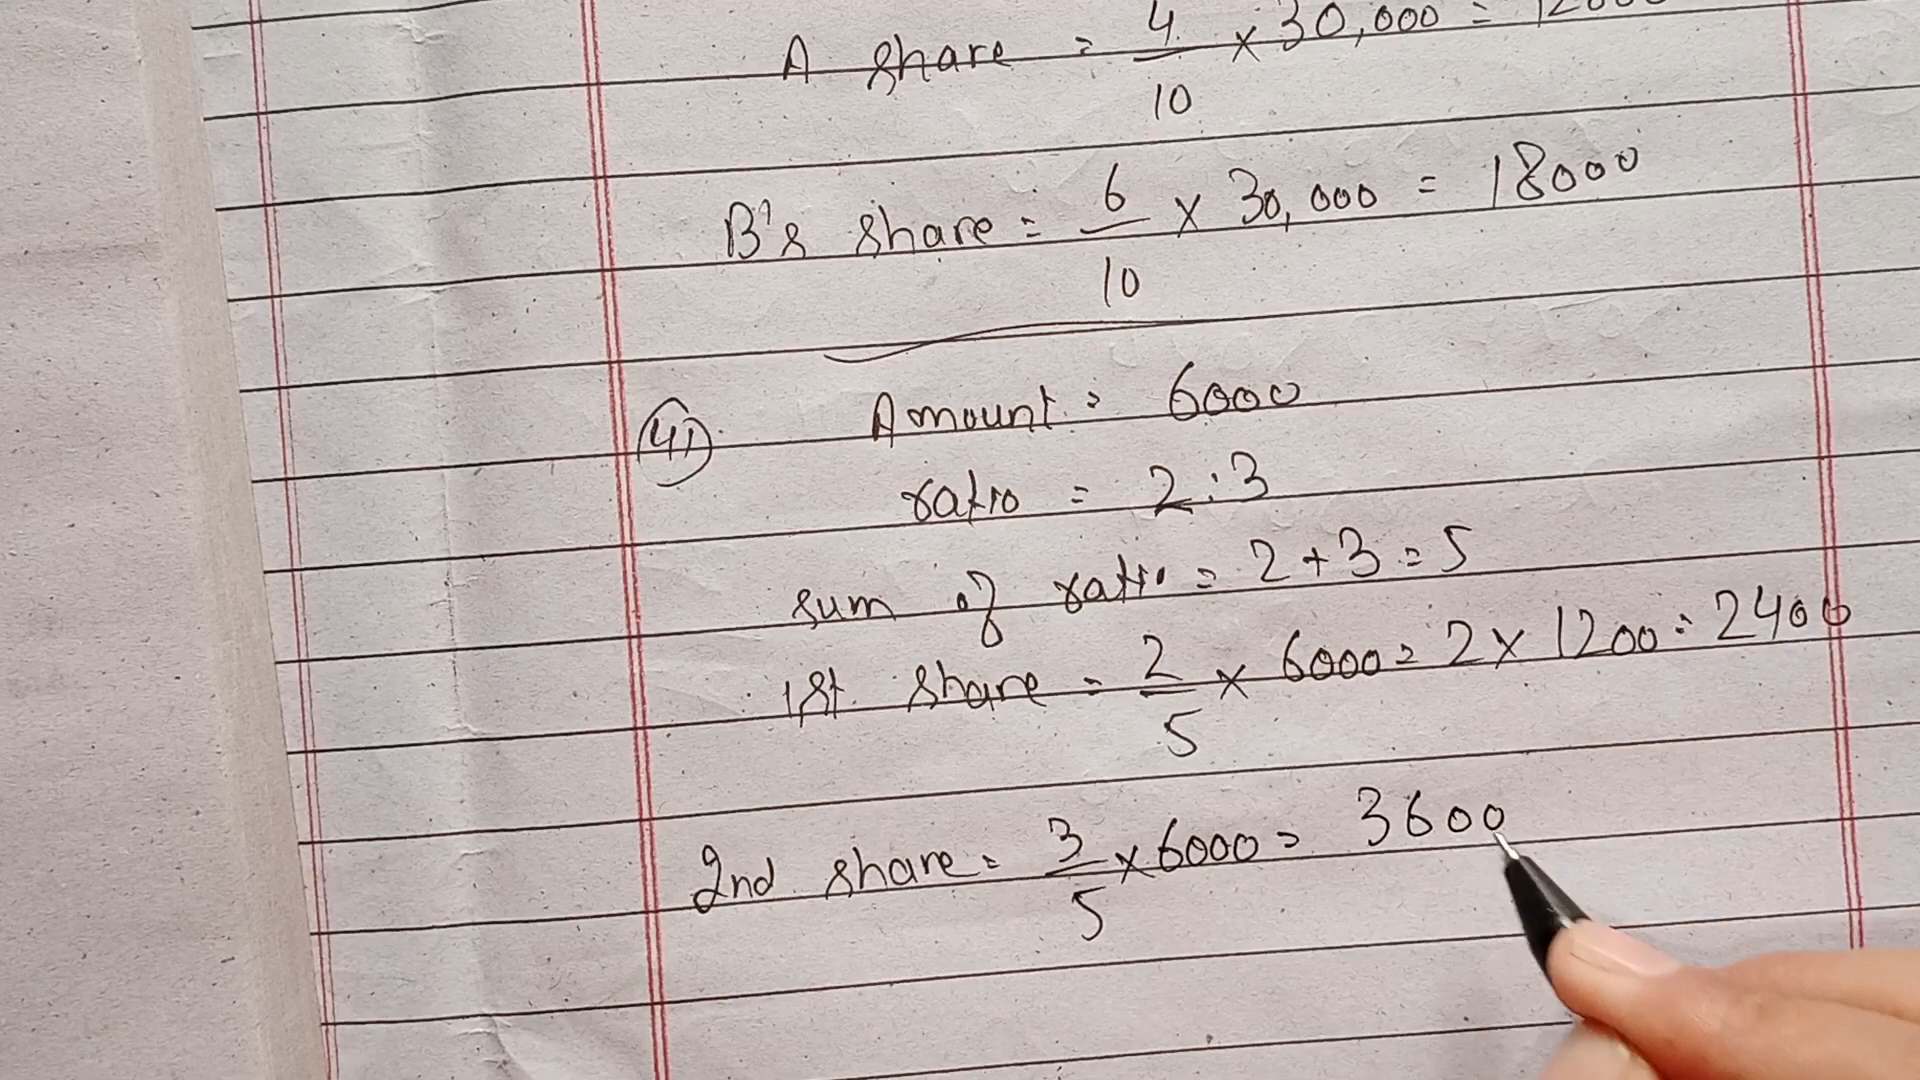 A share = 4/10 × 30,000 = 12000
B's share = 6/10 × 30,000 = 18000
(41) Amount = 6000
ratio = 2:3
sum of ratio = 2+3=5
1st share = 2/5 × 6000 = 2 × 1200 = 2400
2nd share = 3/5 × 6000 = 3600